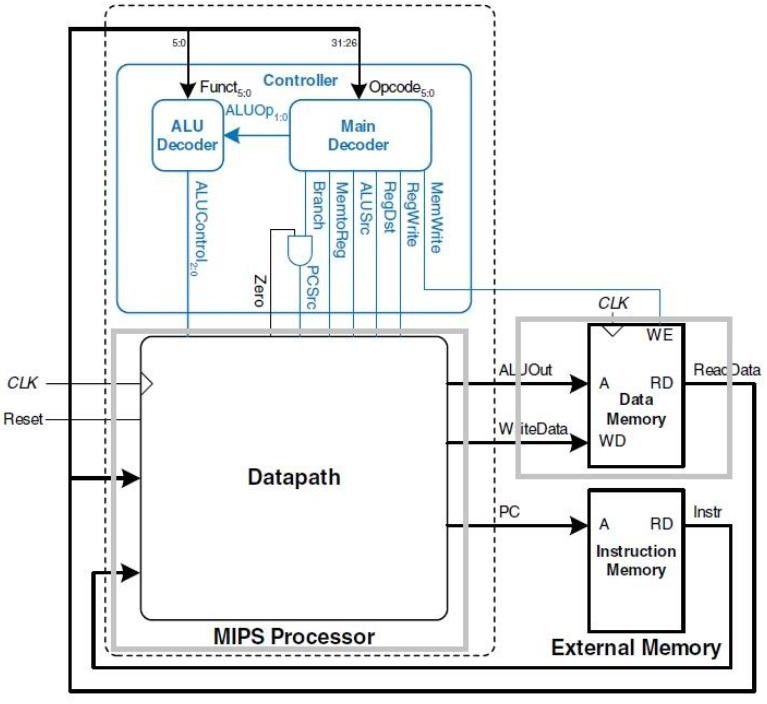 5:0
31:26
Controller
Funct5:0
Opcode5:0
ALUOp1:0
ALU
Decoder
Main
Decoder
ALUControl2:0
Branch
MemtoReg
ALUSrc
RegDst
RegWrite
MemWrite
Zero
PCSrc
CLK
WE
CLK
Reset
ALUOut
A
RD
ReadData
Data
Memory
WriteData
WD
Datapath
PC
A
RD
Instr
Instruction
Memory
MIPS Processor
External Memory